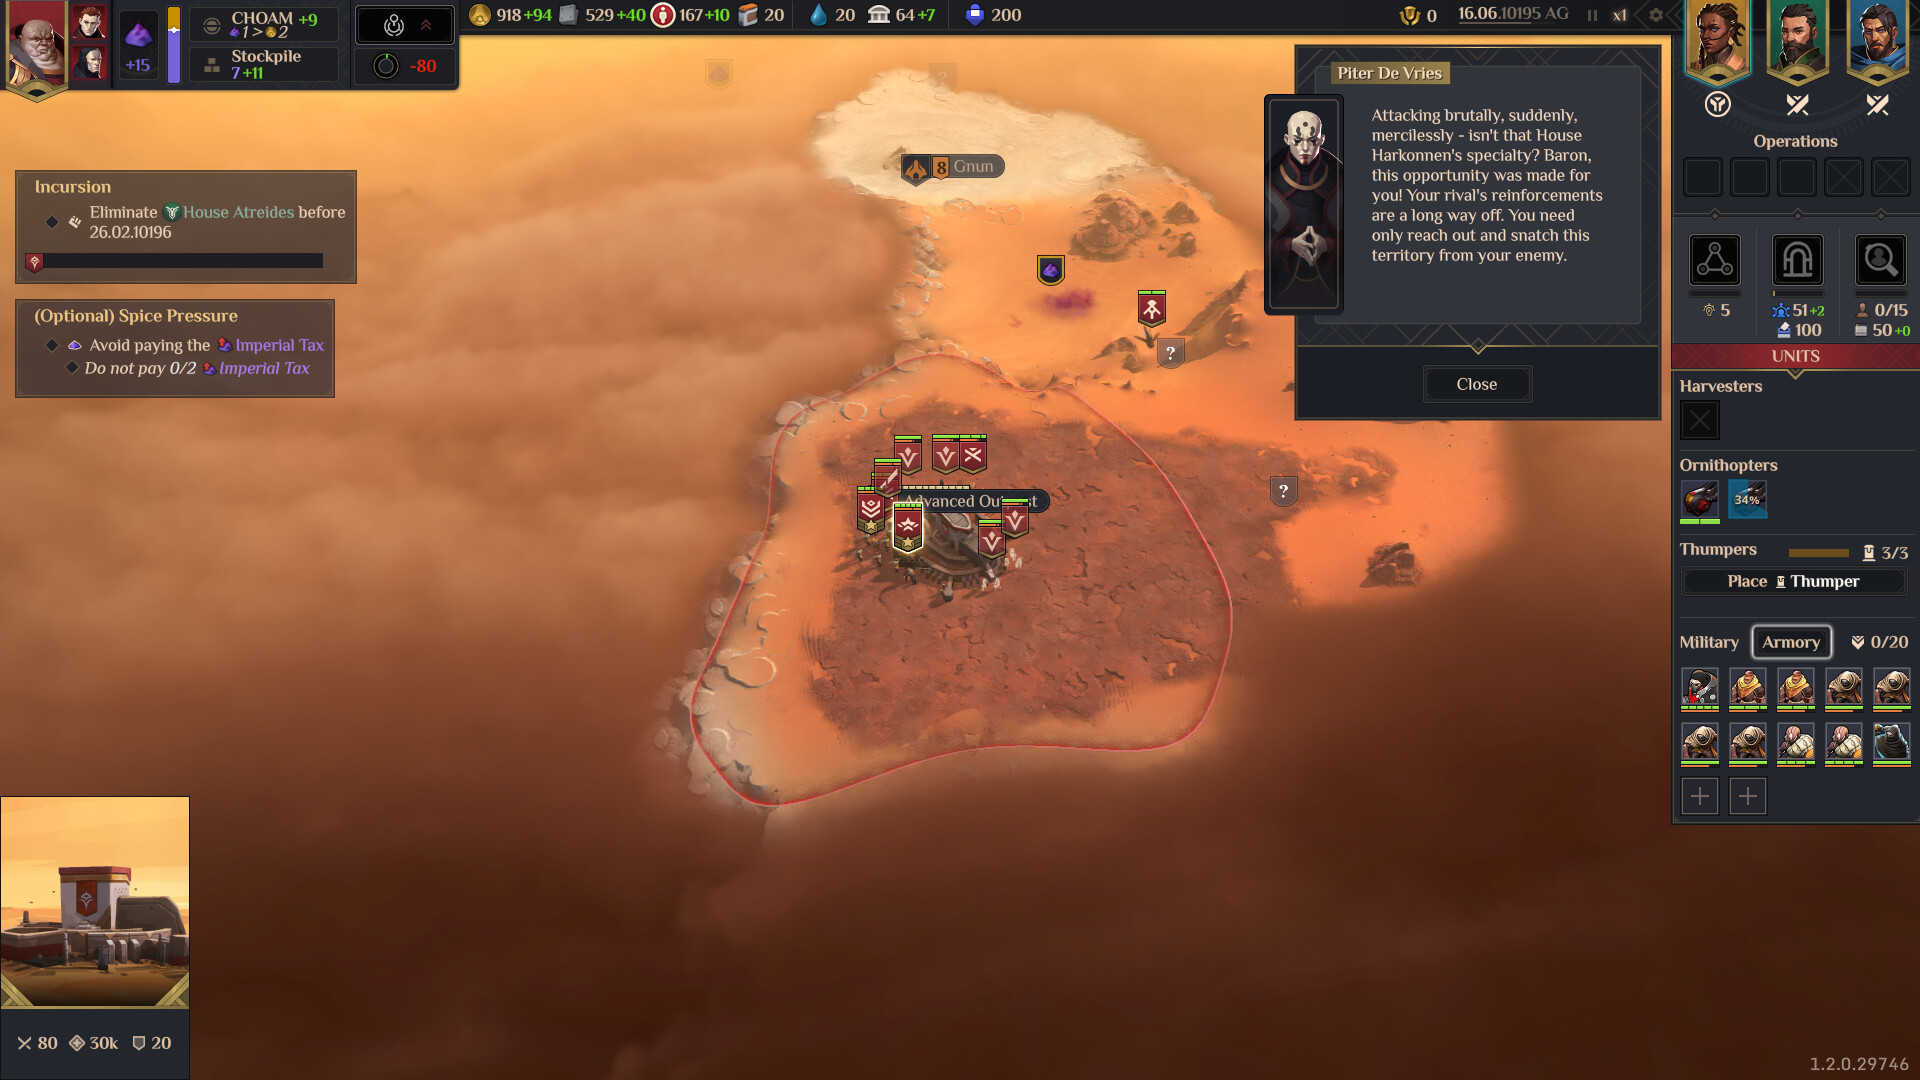 +15
CHOAM +9
1 > 2
Stockpile
7 +11
-80
918 +94
529 +40
167 +10
20
20
64 +7
200
0
16.06.10195 AG
x1
Incursion
Eliminate House Atreides before
26.02.10196
(Optional) Spice Pressure
Avoid paying the Imperial Tax
Do not pay 0/2 Imperial Tax
8 Gnun
?
?
Piter De Vries
Attacking brutally, suddenly,
mercilessly - isn't that House
Harkonnen's specialty? Baron,
this opportunity was made for
you! Your rival's reinforcements
are a long way off. You need
only reach out and snatch this
territory from your enemy.
Close
Operations
5
51 +2
100
0/15
50 +0
UNITS
Harvesters
Ornithopters
34%
Thumpers
3/3
Place Thumper
Military
Armory
0/20
80
30k
20
1.2.0.29746